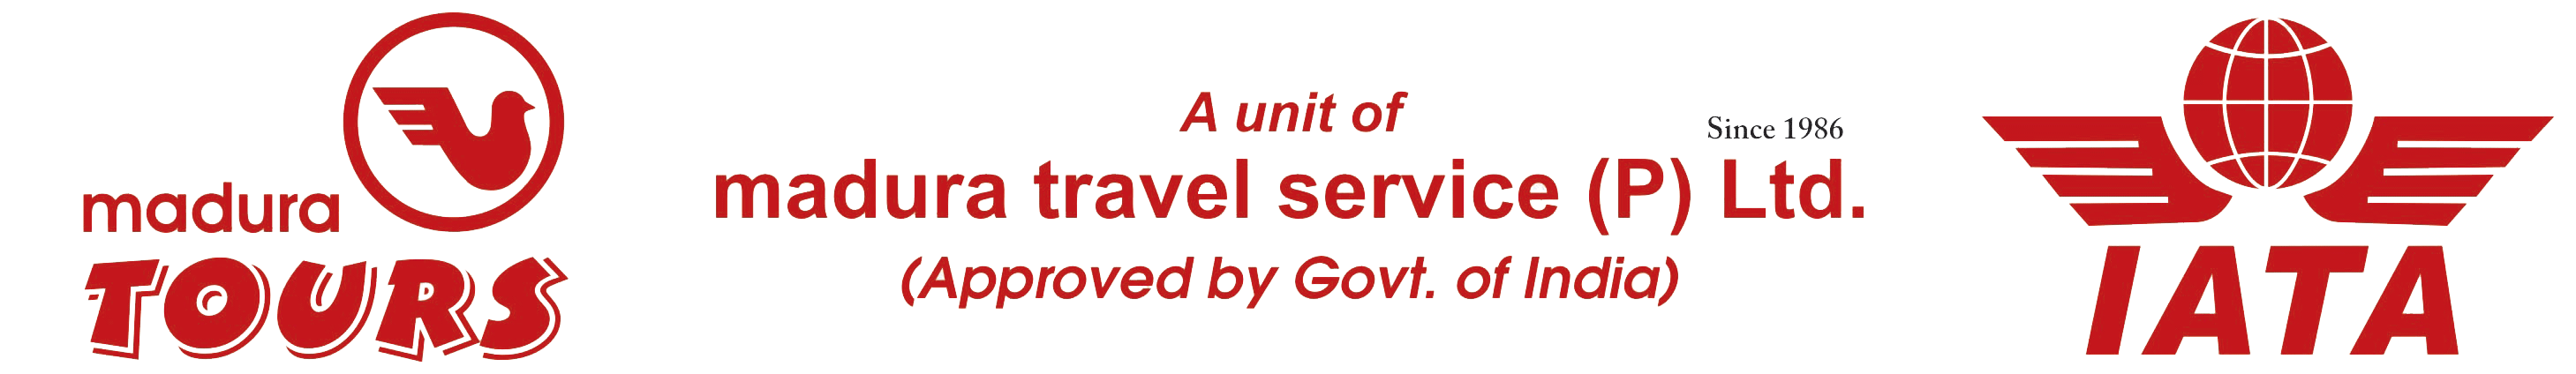 madura
TOURS
A unit of
Since 1986
madura travel service (P) Ltd.
(Approved by Govt. of India)
IATA